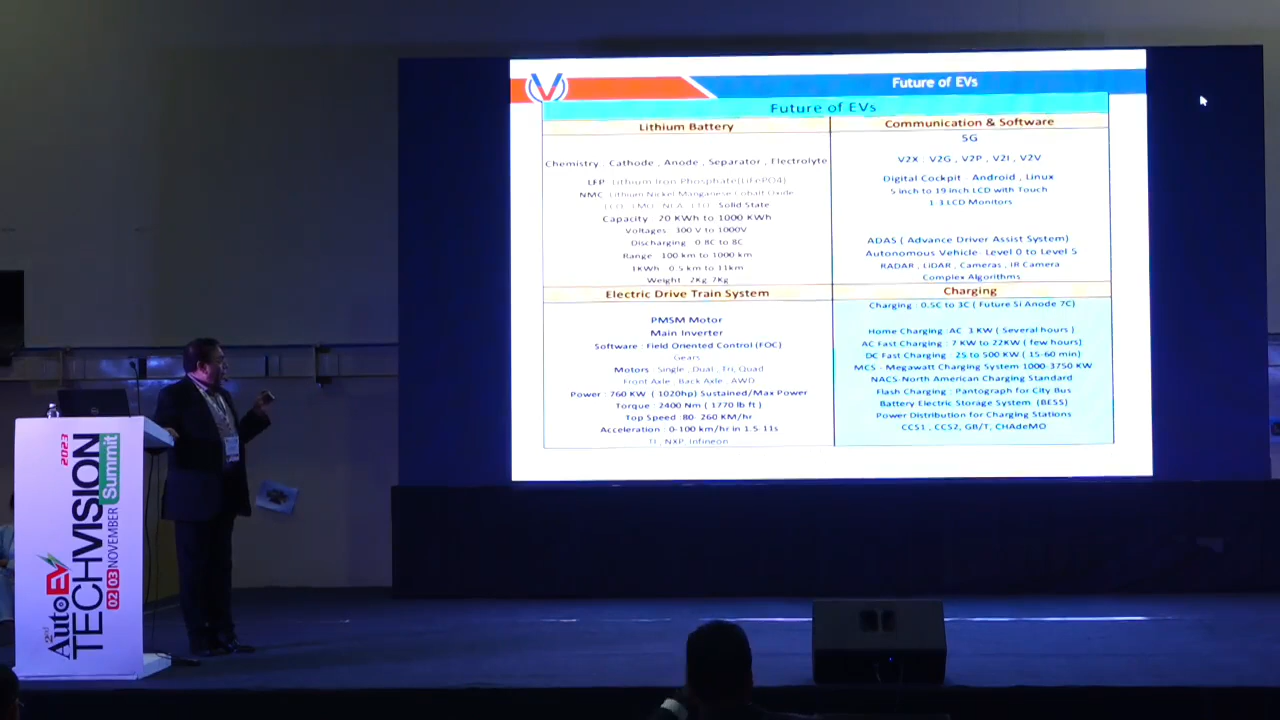 Future of EVs
Future of EVs
Lithium Battery
Chemistry : Cathode , Anode , Separator , Electrolyte
LFP : Lithium Iron Phosphate(LiFePO4)
NMC : Lithium Nickel Manganese Cobalt Oxide
Solid State
Capacity : 20 KWh to 1000 KWh
Voltages : 300 V to 1000V
Discharging : 0.8C to 8C
Range : 100 km to 1000 km
1KWh : 0.5 km to 11km
Weight : 2Kg-7Kg
Communication & Software
5G
V2X : V2G , V2P , V2I , V2V
Digital Cockpit : Android , Linux
5 inch to 19 inch LCD with Touch
1-3 LCD Monitors
ADAS ( Advance Driver Assist System)
Autonomous Vehicle : Level 0 to Level 5
RADAR , LiDAR , Cameras , IR Camera
Complex Algorithms
Electric Drive Train System
PMSM Motor
Main Inverter
Software : Field Oriented Control (FOC)
Gears
Motors : Single , Dual , Tri, Quad
Front Axle , Back Axle , AWD
Power : 760 KW ( 1020hp) Sustained/Max Power
Torque : 2400 Nm ( 1770 lb ft )
Top Speed : 80- 260 KM/hr
Acceleration : 0-100 km/hr in 1.5-11s
TI , NXP, Infineon
Charging
Charging : 0.5C to 3C ( Future Si Anode 7C)
Home Charging :AC 3 KW ( Several hours )
AC Fast Charging : 7 KW to 22KW ( few hours)
DC Fast Charging : 25 to 500 KW ( 15-60 min)
MCS - Megawatt Charging System 1000-3750 KW
NACS-North American Charging Standard
Flash Charging : Pantograph for City Bus
Battery Electric Storage System (BESS)
Power Distribution for Charging Stations
CCS1 , CCS2, GB/T, CHAdeMO
2nd AutoEV
TECHVISION
2023
Summit
02 03 NOVEMBER